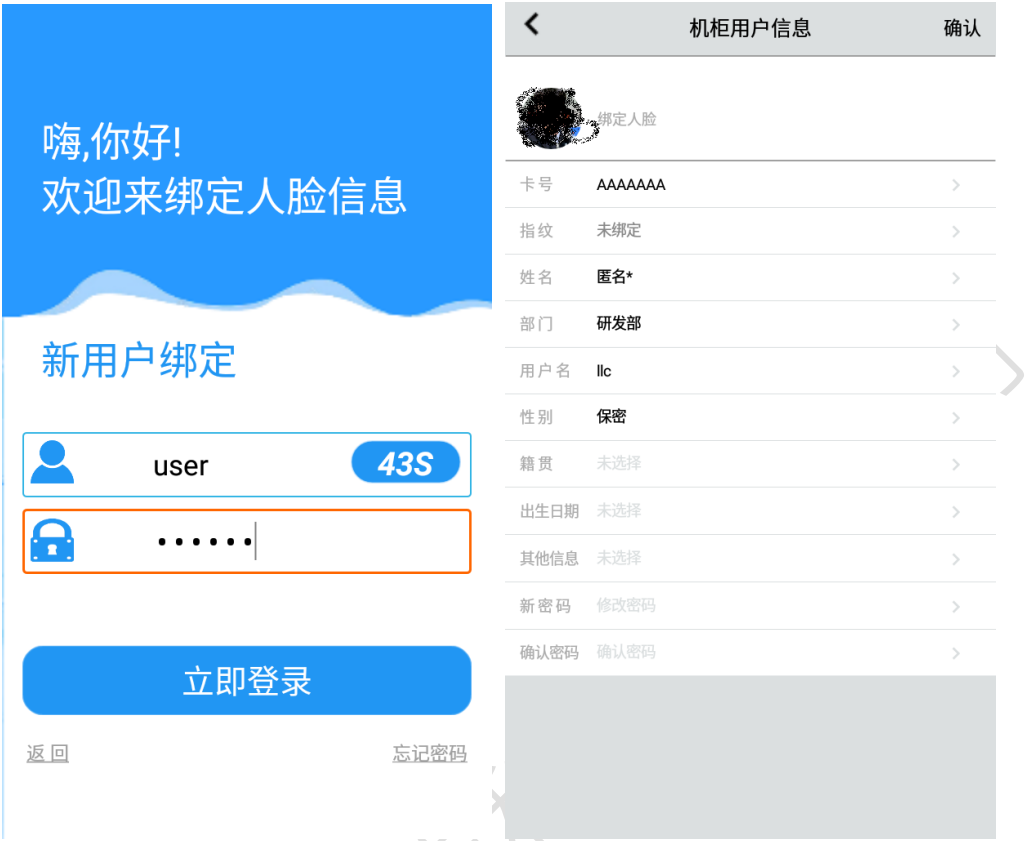 嗨,你好!
欢迎来绑定人脸信息
新用户绑定
user
43S
••••••
立即登录
返 回
忘记密码
机柜用户信息
确认
绑定人脸
卡号 AAAAAAA
指纹 未绑定
姓名 匿名*
部门 研发部
用户名 llc
性别 保密
籍贯 未选择
出生日期 未选择
其他信息 未选择
新密码 修改密码
确认密码 确认密码